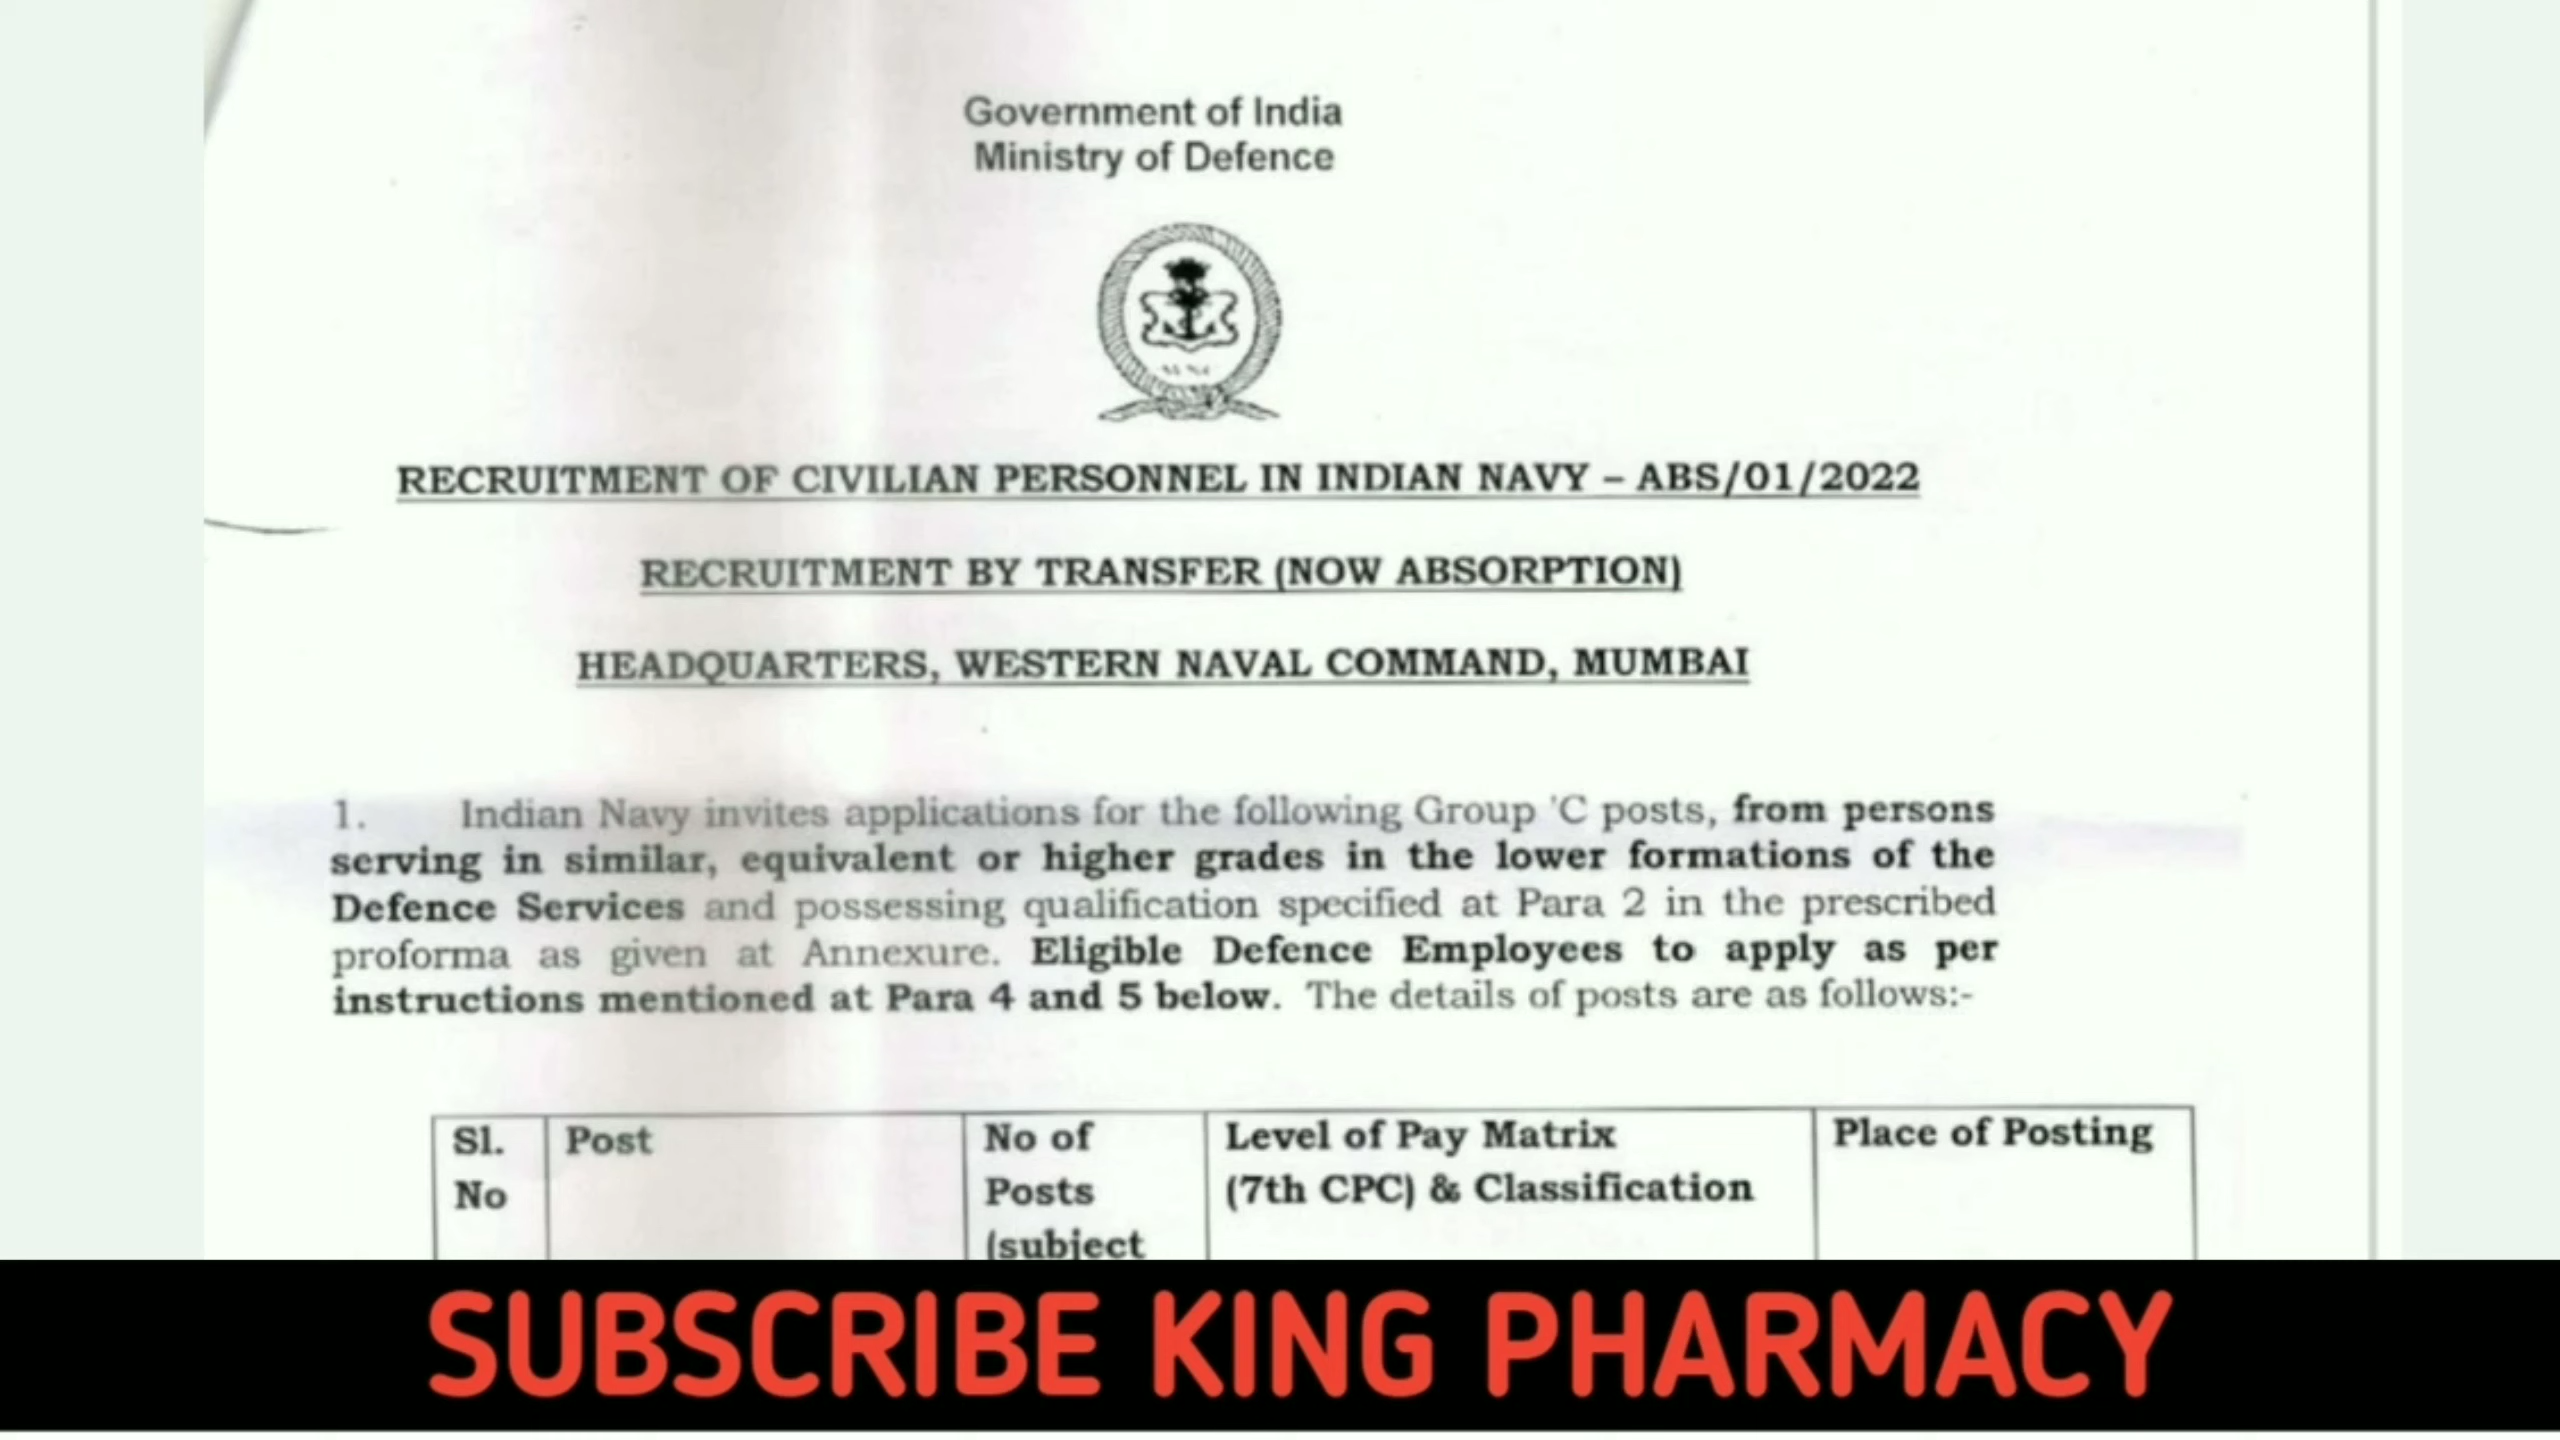 Government of India
Ministry of Defence
RECRUITMENT OF CIVILIAN PERSONNEL IN INDIAN NAVY – ABS/01/2022
RECRUITMENT BY TRANSFER (NOW ABSORPTION)
HEADQUARTERS, WESTERN NAVAL COMMAND, MUMBAI
1. Indian Navy invites applications for the following Group 'C posts, from persons
serving in similar, equivalent or higher grades in the lower formations of the
Defence Services and possessing qualification specified at Para 2 in the prescribed
proforma as given at Annexure. Eligible Defence Employees to apply as per
instructions mentioned at Para 4 and 5 below. The details of posts are as follows:-
Sl. Post No of Level of Pay Matrix Place of Posting
No Posts (7th CPC) & Classification
(subject
SUBSCRIBE KING PHARMACY